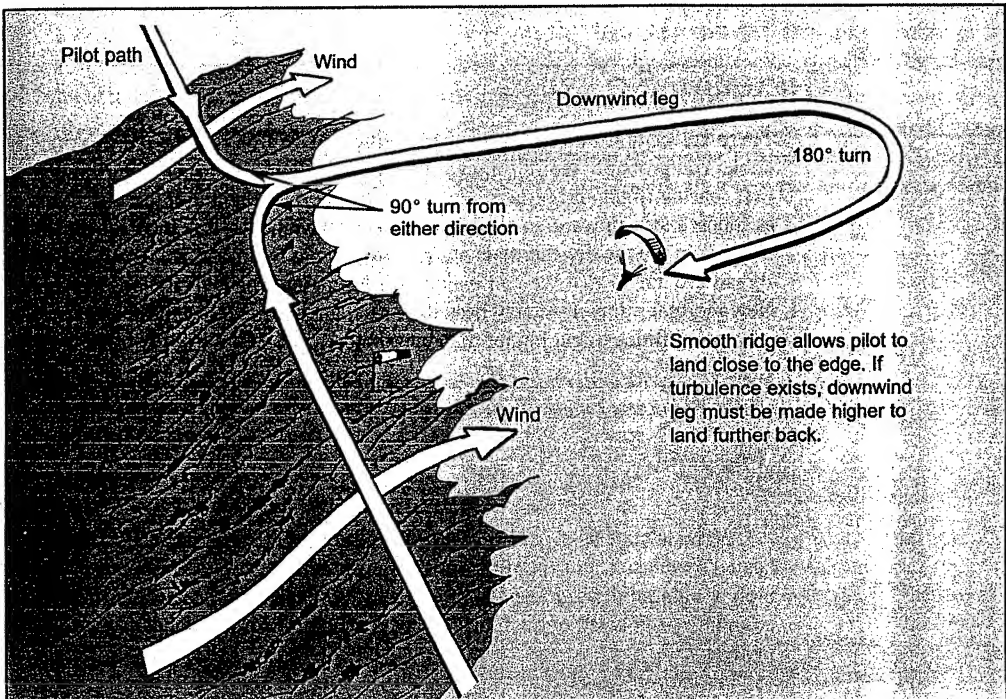 Pilot path
Wind
Downwind leg
180° turn
90° turn from
either direction
Smooth ridge allows pilot to
land close to the edge. If
turbulence exists, downwind
leg must be made higher to
land further back.
Wind